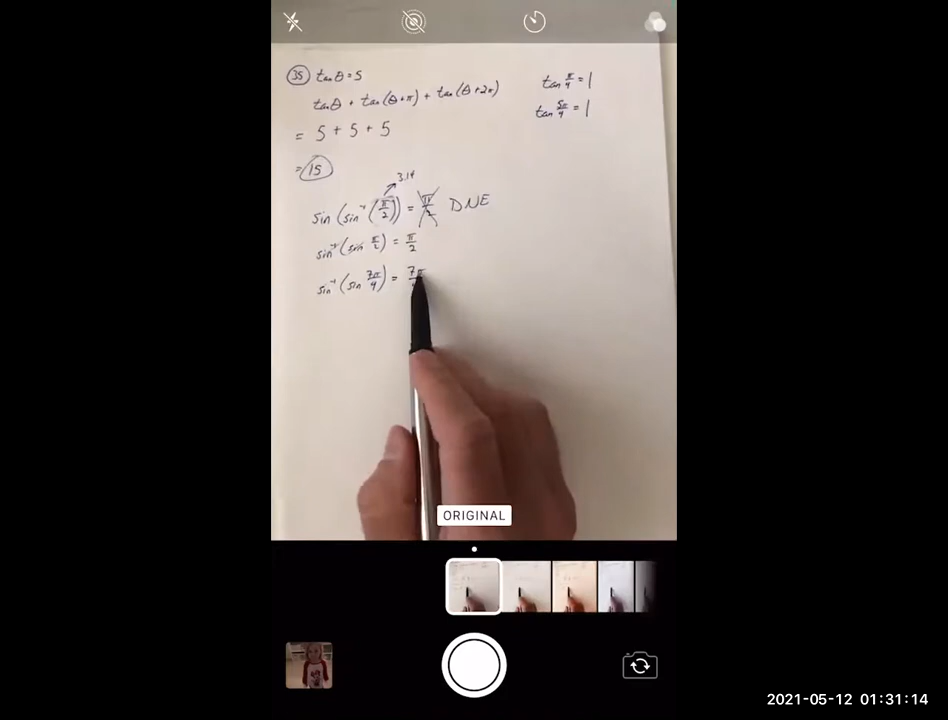 35 tan θ = 5
tan θ + tan(θ+π) + tan(θ+2π)
= 5 + 5 + 5
= 15
tan π/4 = 1
tan 5π/4 = 1
3.14
sin(sin⁻¹(π/2)) = π/2 DNE
sin⁻¹(sin π/2) = π/2
sin⁻¹(sin 7π/4) = 7π
ORIGINAL
2021-05-12 01:31:14